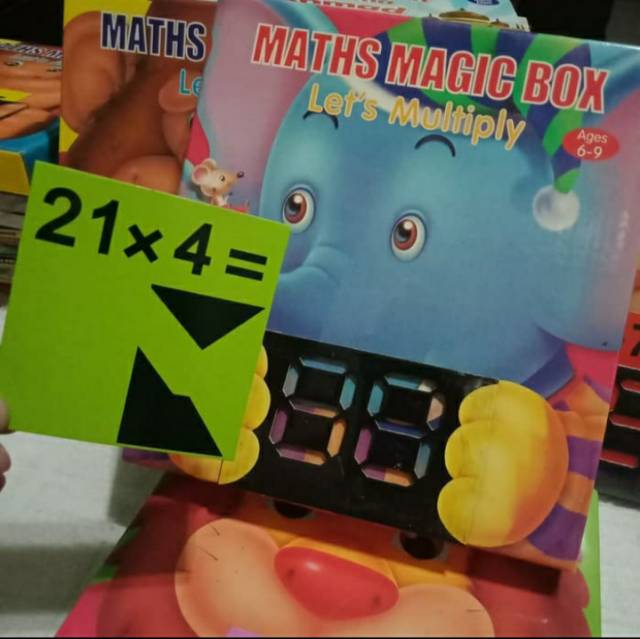 MATHS
MATHS MAGIC BOX
Let's Multiply
Ages
6-9
21×4=